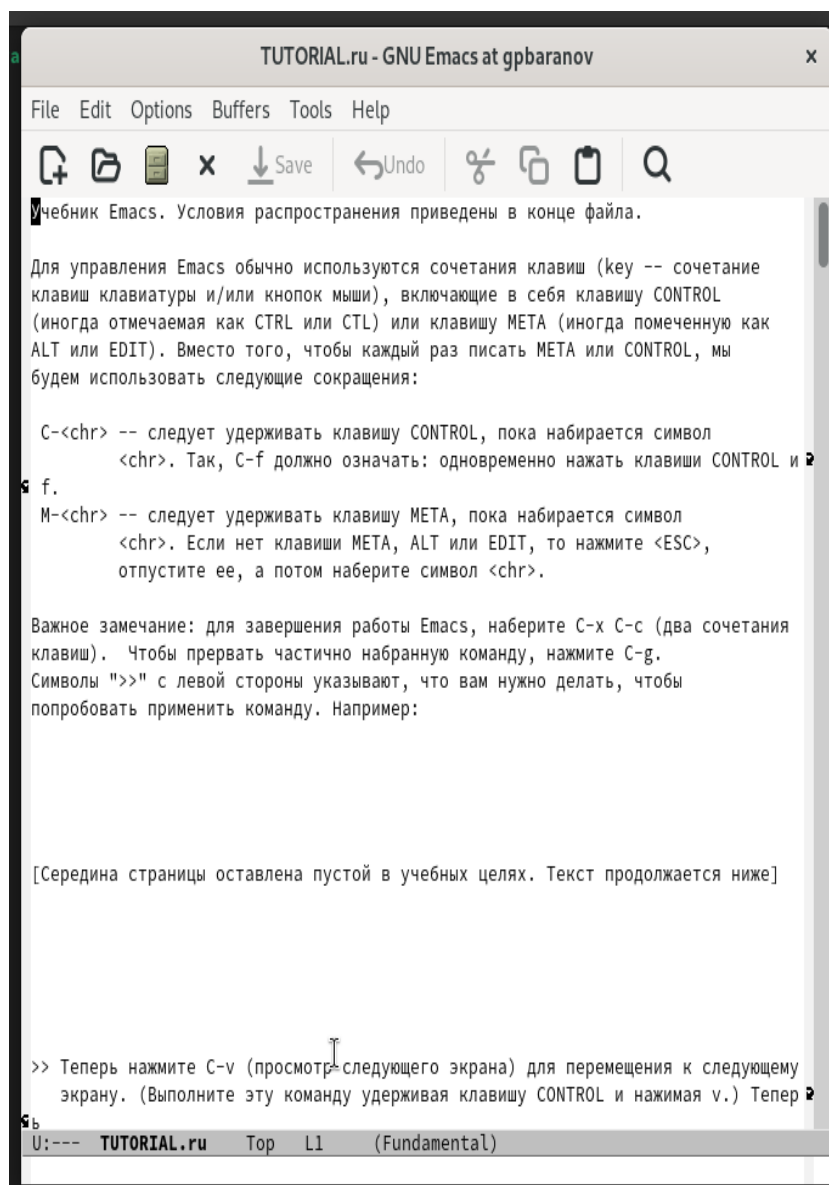 TUTORIAL.ru - GNU Emacs at gpbaranov
File Edit Options Buffers Tools Help
Save Undo
Учебник Emacs. Условия распространения приведены в конце файла.
Для управления Emacs обычно используются сочетания клавиш (key -- сочетание
клавиш клавиатуры и/или кнопок мыши), включающие в себя клавишу CONTROL
(иногда отмечаемая как CTRL или CTL) или клавишу META (иногда помеченную как
ALT или EDIT). Вместо того, чтобы каждый раз писать META или CONTROL, мы
будем использовать следующие сокращения:
C-<chr> -- следует удерживать клавишу CONTROL, пока набирается символ
<chr>. Так, C-f должно означать: одновременно нажать клавиши CONTROL и
f.
M-<chr> -- следует удерживать клавишу META, пока набирается символ
<chr>. Если нет клавиши META, ALT или EDIT, то нажмите <ESC>,
отпустите ее, а потом наберите символ <chr>.
Важное замечание: для завершения работы Emacs, наберите C-x C-c (два сочетания
клавиш).  Чтобы прервать частично набранную команду, нажмите C-g.
Символы ">>" с левой стороны указывают, что вам нужно делать, чтобы
попробовать применить команду. Например:
[Середина страницы оставлена пустой в учебных целях. Текст продолжается ниже]
>> Теперь нажмите C-v (просмотр следующего экрана) для перемещения к следующему
экрану. (Выполните эту команду удерживая клавишу CONTROL и нажимая v.) Тепер
ь
U:--- TUTORIAL.ru Top L1 (Fundamental)